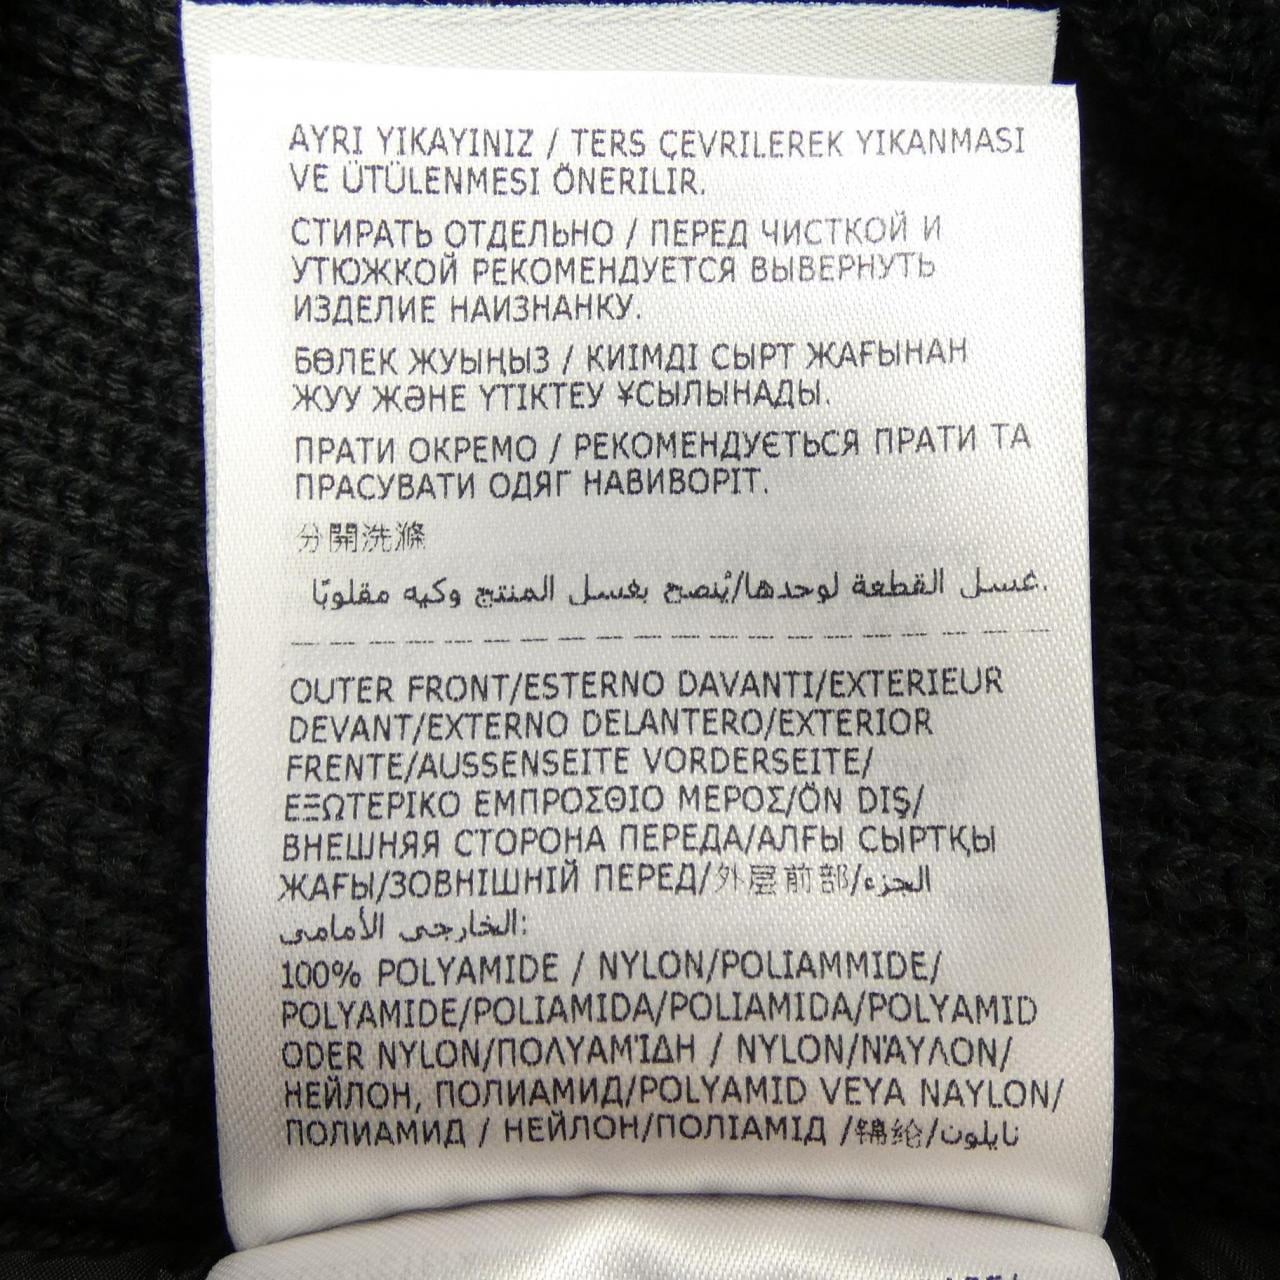 AYRI YIKAYINIZ / TERS ÇEVRILEREK YIKANMASI
VE ÜTÜLENMESI ÖNERILIR.
СТИРАТЬ ОТДЕЛЬНО / ПЕРЕД ЧИСТКОЙ И
УТЮЖКОЙ РЕКОМЕНДУЕТСЯ ВЫВЕРНУТЬ
ИЗДЕЛИЕ НАИЗНАНКУ.
БӨЛЕК ЖУЫҢЫЗ / КИІМДІ СЫРТ ЖАҒЫНАН
ЖУУ ЖӘНЕ ҮТІКТЕУ ҰСЫЛЫНАДЫ.
ПРАТИ ОКРЕМО / РЕКОМЕНДУЄТЬСЯ ПРАТИ ТА
ПРАСУВАТИ ОДЯГ НАВИВОРІТ.
分開洗滌
غسل القطعة لوحدها/يُنصح بغسل المنتج وكيه مقلوبًا.
OUTER FRONT/ESTERNO DAVANTI/EXTERIEUR
DEVANT/EXTERNO DELANTERO/EXTERIOR
FRENTE/AUSSENSEITE VORDERSEITE/
ΕΞΩΤΕΡΙΚΟ ΕΜΠΡΟΣΘΙΟ ΜΕΡΟΣ/ÖN DIŞ/
ВНЕШНЯЯ СТОРОНА ПЕРЕДА/АЛҒЫ СЫРТҚЫ
ЖАҒЫ/ЗОВНІШНІЙ ПЕРЕД/外层前部/الجزء
الخارجي الأمامي:
100% POLYAMIDE / NYLON/POLIAMMIDE/
POLYAMIDE/POLIAMIDA/POLIAMIDA/POLYAMID
ODER NYLON/ΠΟΛΥΑΜΊΔΗ / NYLON/ΝΆΥΛΟΝ/
НЕЙЛОН, ПОЛИАМИД/POLYAMID VEYA NAYLON/
ПОЛИАМИД / НЕЙЛОН/ПОЛІАМІД /锦纶/نايلون